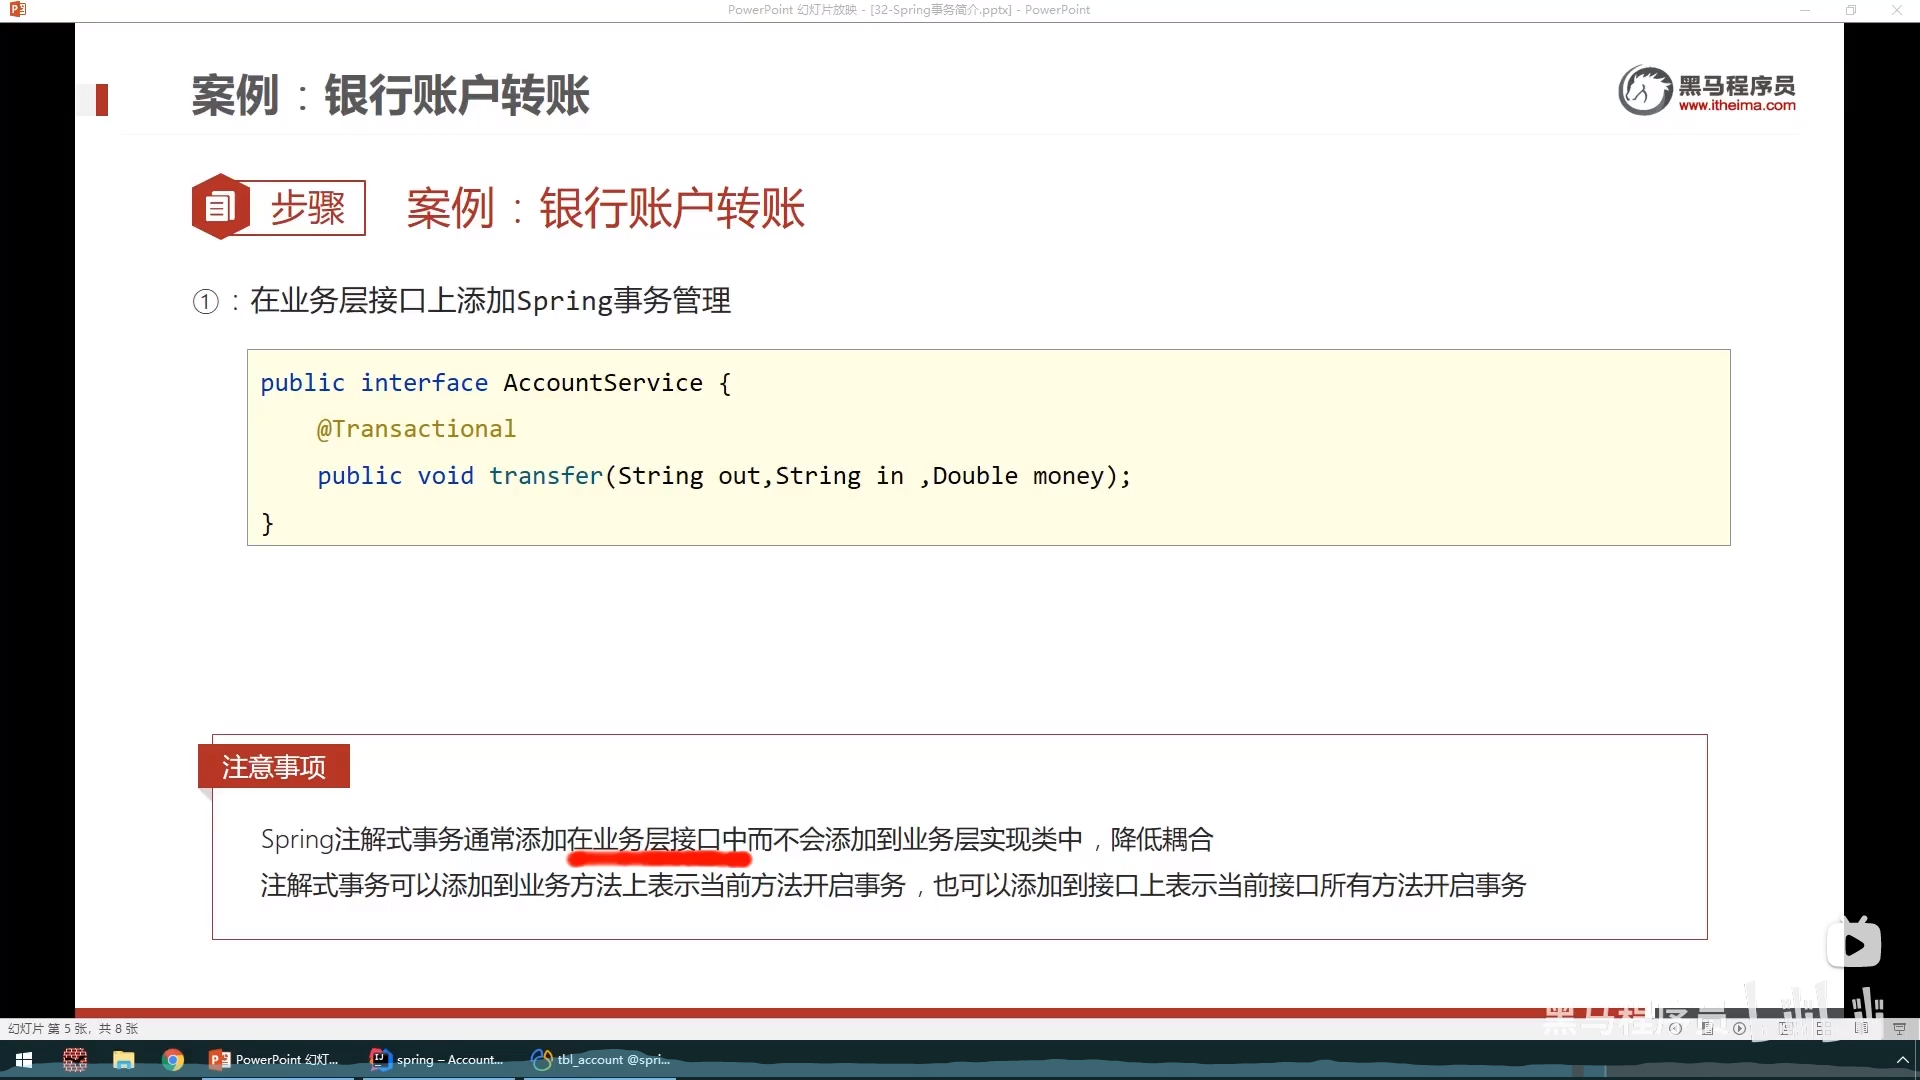 PowerPoint 幻灯片放映 - [32-Spring事务简介.pptx] - PowerPoint
案例：银行账户转账
黑马程序员
www.itheima.com
步骤
案例：银行账户转账
①：在业务层接口上添加Spring事务管理
public interface AccountService {
@Transactional
public void transfer(String out,String in ,Double money);
}
注意事项
Spring注解式事务通常添加在业务层接口中而不会添加到业务层实现类中，降低耦合
注解式事务可以添加到业务方法上表示当前方法开启事务，也可以添加到接口上表示当前接口所有方法开启事务
黑马程序员
幻灯片 第 5 张，共 8 张
PowerPoint 幻灯...
spring – Account...
tbl_account @spri...